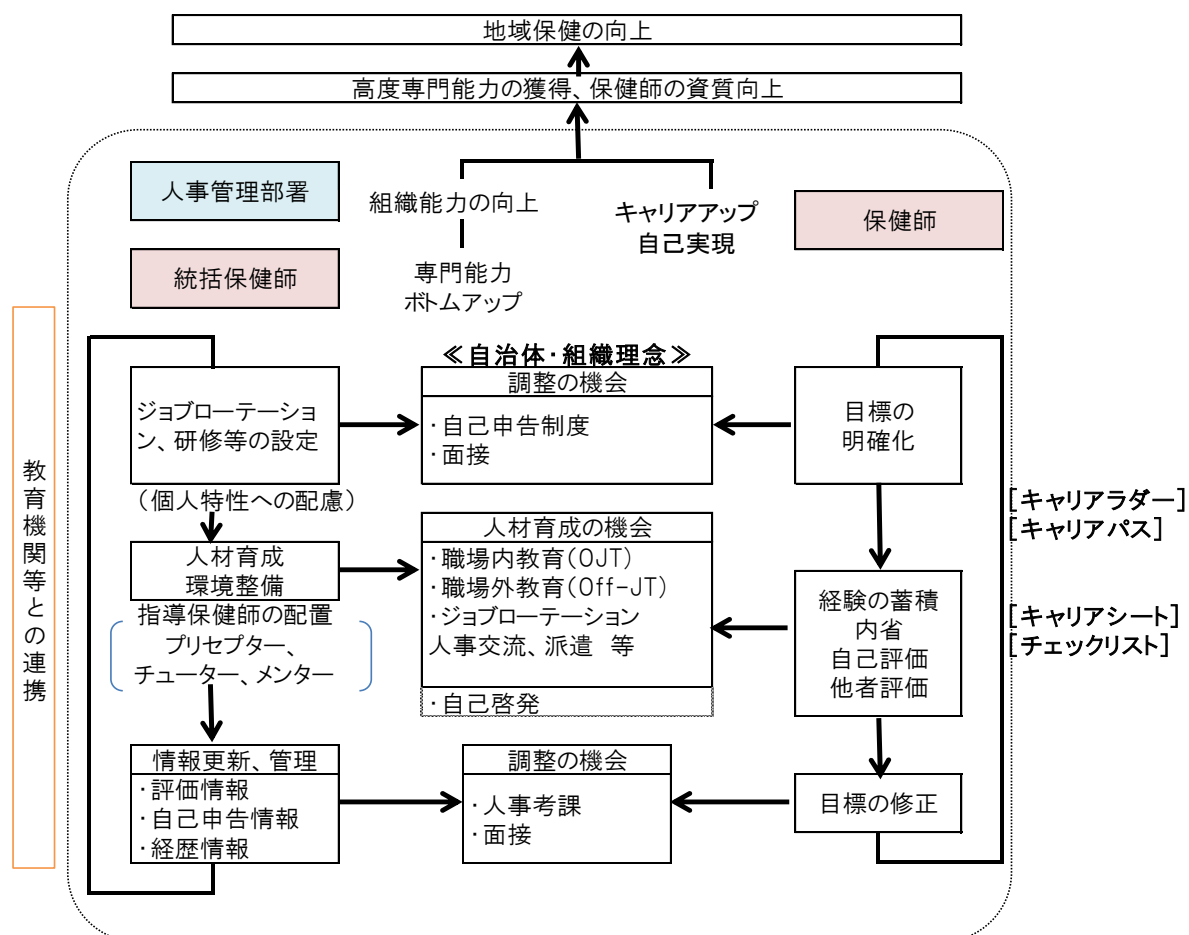 地域保健の向上
高度専門能力の獲得、保健師の資質向上
人事管理部署
統括保健師
組織能力の向上
専門能力
ボトムアップ
キャリアアップ
自己実現
保健師
教育機関等との連携
≪自治体・組織理念≫
ジョブローテーショ
ン、研修等の設定
調整の機会
・自己申告制度
・面接
目標の
明確化
（個人特性への配慮）
[キャリアラダー]
[キャリアパス]
人材育成
環境整備
人材育成の機会
・職場内教育(OJT)
・職場外教育(Off-JT)
・ジョブローテーション
人事交流、派遣 等
・自己啓発
経験の蓄積
内省
自己評価
他者評価
[キャリアシート]
[チェックリスト]
指導保健師の配置
プリセプター、
チューター、メンター
情報更新、管理
・評価情報
・自己申告情報
・経歴情報
調整の機会
・人事考課
・面接
目標の修正